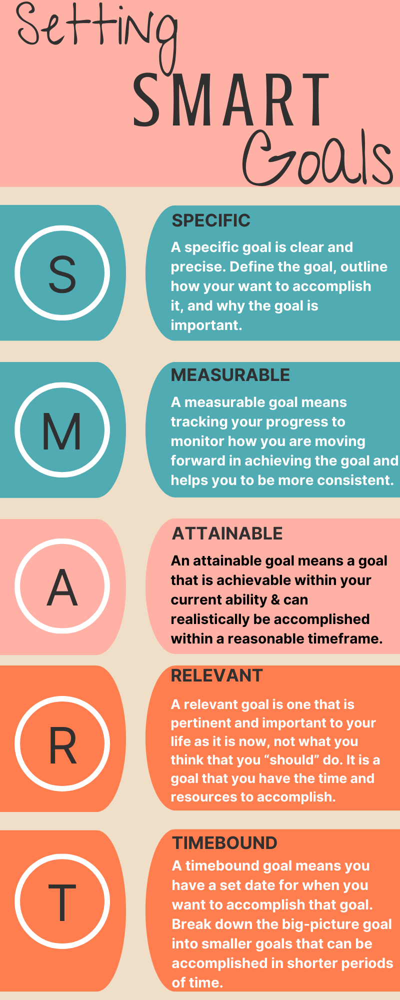 Setting
SMART
Goals
S
SPECIFIC
A specific goal is clear and
precise. Define the goal, outline
how your want to accomplish
it, and why the goal is
important.
M
MEASURABLE
A measurable goal means
tracking your progress to
monitor how you are moving
forward in achieving the goal and
helps you to be more consistent.
A
ATTAINABLE
An attainable goal means a goal
that is achievable within your
current ability & can
realistically be accomplished
within a reasonable timeframe.
R
RELEVANT
A relevant goal is one that is
pertinent and important to your
life as it is now, not what you
think that you “should” do. It is a
goal that you have the time and
resources to accomplish.
T
TIMEBOUND
A timebound goal means you
have a set date for when you
want to accomplish that goal.
Break down the big-picture goal
into smaller goals that can be
accomplished in shorter periods
of time.